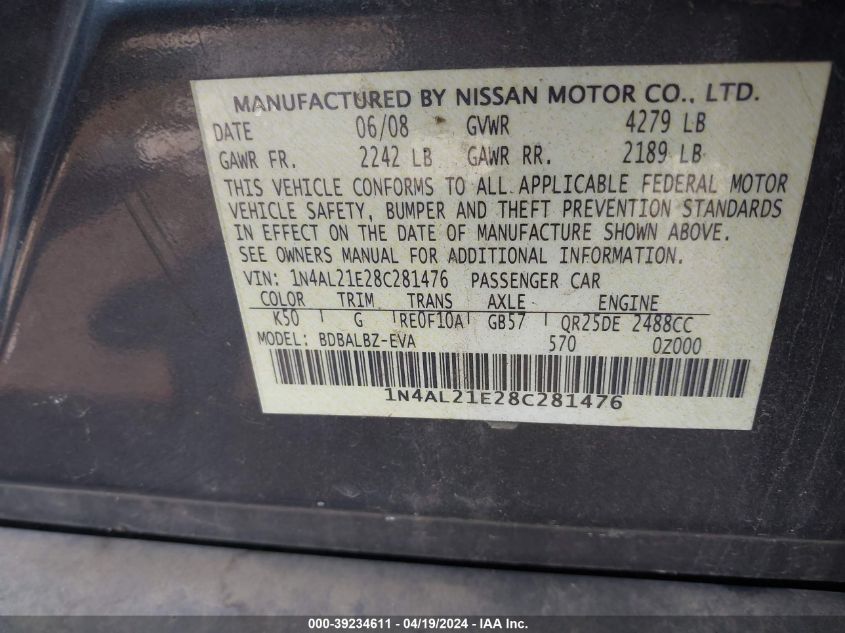 MANUFACTURED BY NISSAN MOTOR CO., LTD.
DATE 06/08 GVWR 4279 LB
GAWR FR. 2242 LB GAWR RR. 2189 LB
THIS VEHICLE CONFORMS TO ALL APPLICABLE FEDERAL MOTOR
VEHICLE SAFETY, BUMPER AND THEFT PREVENTION STANDARDS
IN EFFECT ON THE DATE OF MANUFACTURE SHOWN ABOVE.
SEE OWNERS MANUAL FOR ADDITIONAL INFORMATION.
VIN: 1N4AL21E28C281476 PASSENGER CAR
COLOR TRIM TRANS AXLE ENGINE
K50 G RE0F10A GB57 QR25DE 2488CC
MODEL: BDBALBZ-EVA 570 0Z000
1N4AL21E28C281476
000-39234611 - 04/19/2024 - IAA Inc.